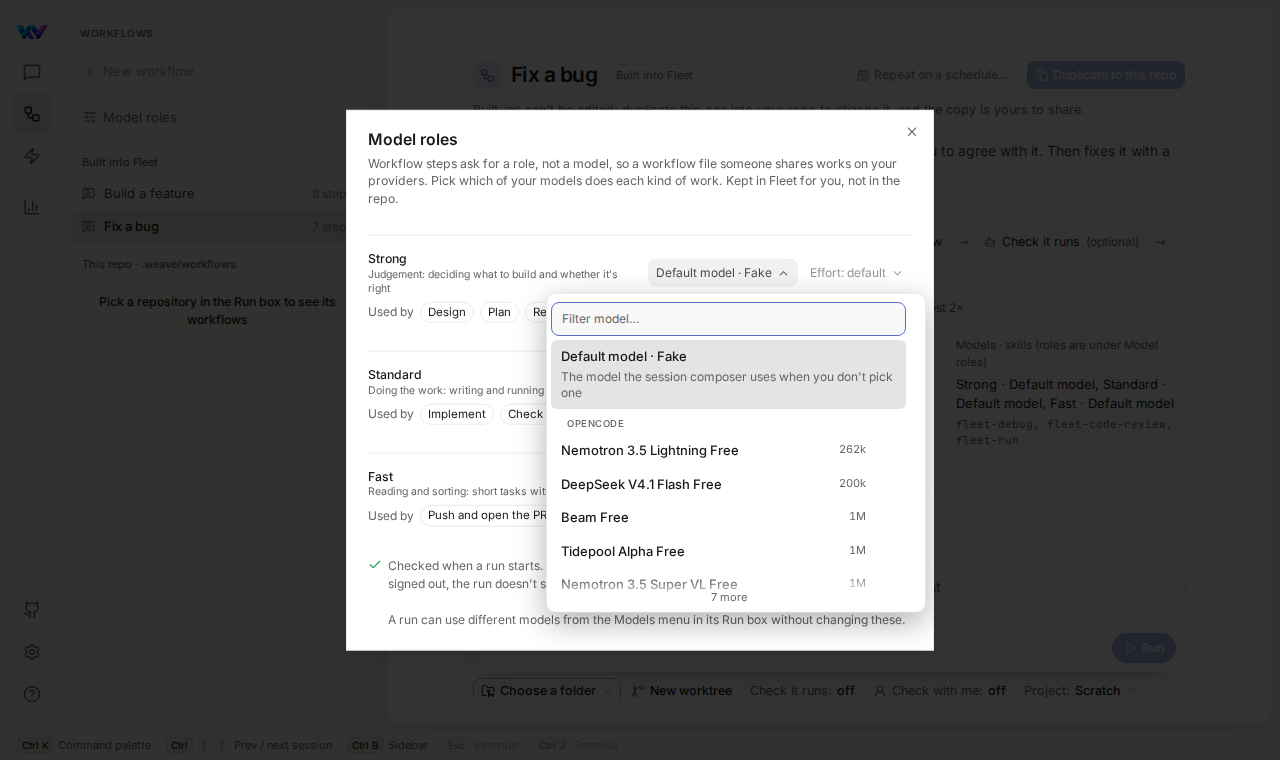 WORKFLOWS
New workflow
Model roles
Built into Fleet
Build a feature
8 step
Fix a bug
7 step
This repo · .weave/workflows
Pick a repository in the Run box to see its
workflows
Fix a bug
Built into Fleet
Repeat on a schedule...
Duplicate to this repo
Built-ins can't be edited: duplicate this one into your repo to change it, and the copy is yours to share.
u to agree with it. Then fixes it with a
w
→
Check it runs (optional)
→
ost 2×
Models · skills (roles are under Model
roles)
Strong · Default model, Standard ·
Default model, Fast · Default model
fleet-debug, fleet-code-review,
fleet-run
Model roles
Workflow steps ask for a role, not a model, so a workflow file someone shares works on your
providers. Pick which of your models does each kind of work. Kept in Fleet for you, not in the
repo.
Strong
Judgement: deciding what to build and whether it's
right
Default model · Fake
Effort: default
Used by
Design
Plan
Re
Standard
Doing the work: writing and running
Used by
Implement
Check
Fast
Reading and sorting: short tasks wit
Used by
Push and open the PR
Checked when a run starts.
signed out, the run doesn't s
A run can use different models from the Models menu in its Run box without changing these.
Filter model...
Default model · Fake
The model the session composer uses when you don't pick
one
OPENCODE
Nemotron 3.5 Lightning Free
262k
DeepSeek V4.1 Flash Free
200k
Beam Free
1M
Tidepool Alpha Free
1M
Nemotron 3.5 Super VL Free
1M
7 more
st
Run
Choose a folder
New worktree
Check it runs: off
Check with me: off
Project: Scratch
Ctrl K Command palette
Ctrl [ ] Prev / next session
Ctrl B Sidebar
Esc Interrupt
Ctrl J Terminal